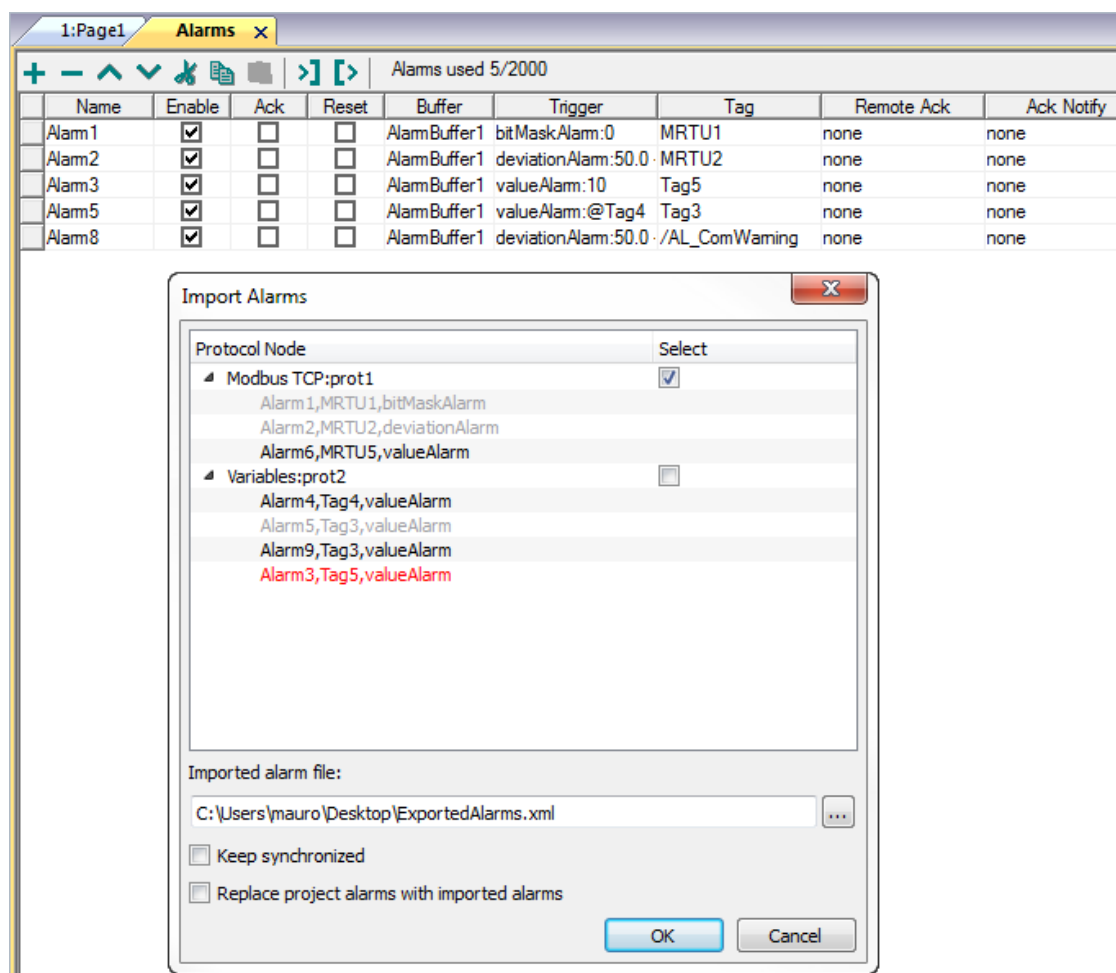 1:Page1 Alarms
Alarms used 5/2000
Name Enable Ack Reset Buffer Trigger Tag Remote Ack Ack Notify
Alarm1 AlarmBuffer1 bitMaskAlarm:0 MRTU1 none none
Alarm2 AlarmBuffer1 deviationAlarm:50.0 - MRTU2 none none
Alarm3 AlarmBuffer1 valueAlarm:10 Tag5 none none
Alarm5 AlarmBuffer1 valueAlarm:@Tag4 Tag3 none none
Alarm8 AlarmBuffer1 deviationAlarm:50.0 - /AL_ComWarning none none
Import Alarms
Protocol Node Select
Modbus TCP:prot1
Alarm1,MRTU1,bitMaskAlarm
Alarm2,MRTU2,deviationAlarm
Alarm6,MRTU5,valueAlarm
Variables:prot2
Alarm4,Tag4,valueAlarm
Alarm5,Tag3,valueAlarm
Alarm9,Tag3,valueAlarm
Alarm3,Tag5,valueAlarm
Imported alarm file:
C:\Users\mauro\Desktop\ExportedAlarms.xml ...
Keep synchronized
Replace project alarms with imported alarms
OK Cancel